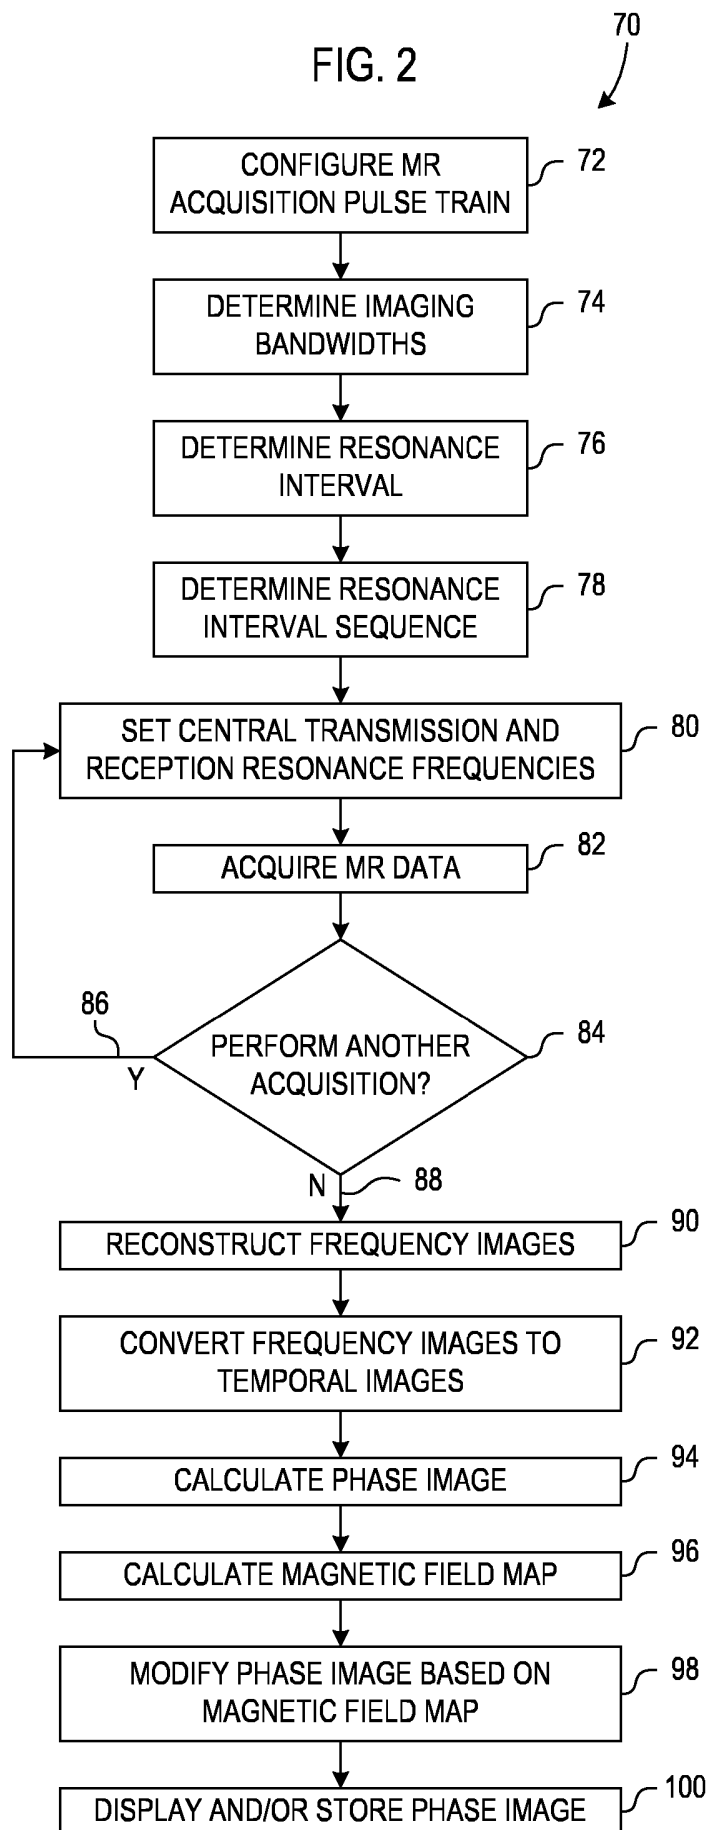 70
FIG. 2
CONFIGURE MR
ACQUISITION PULSE TRAIN
72
DETERMINE IMAGING
BANDWIDTHS
74
DETERMINE RESONANCE
INTERVAL
76
DETERMINE RESONANCE
INTERVAL SEQUENCE
78
SET CENTRAL TRANSMISSION AND
RECEPTION RESONANCE FREQUENCIES
80
ACQUIRE MR DATA
82
PERFORM ANOTHER
ACQUISITION?
84
86
Y
N
88
RECONSTRUCT FREQUENCY IMAGES
90
CONVERT FREQUENCY IMAGES TO
TEMPORAL IMAGES
92
CALCULATE PHASE IMAGE
94
CALCULATE MAGNETIC FIELD MAP
96
MODIFY PHASE IMAGE BASED ON
MAGNETIC FIELD MAP
98
DISPLAY AND/OR STORE PHASE IMAGE
100